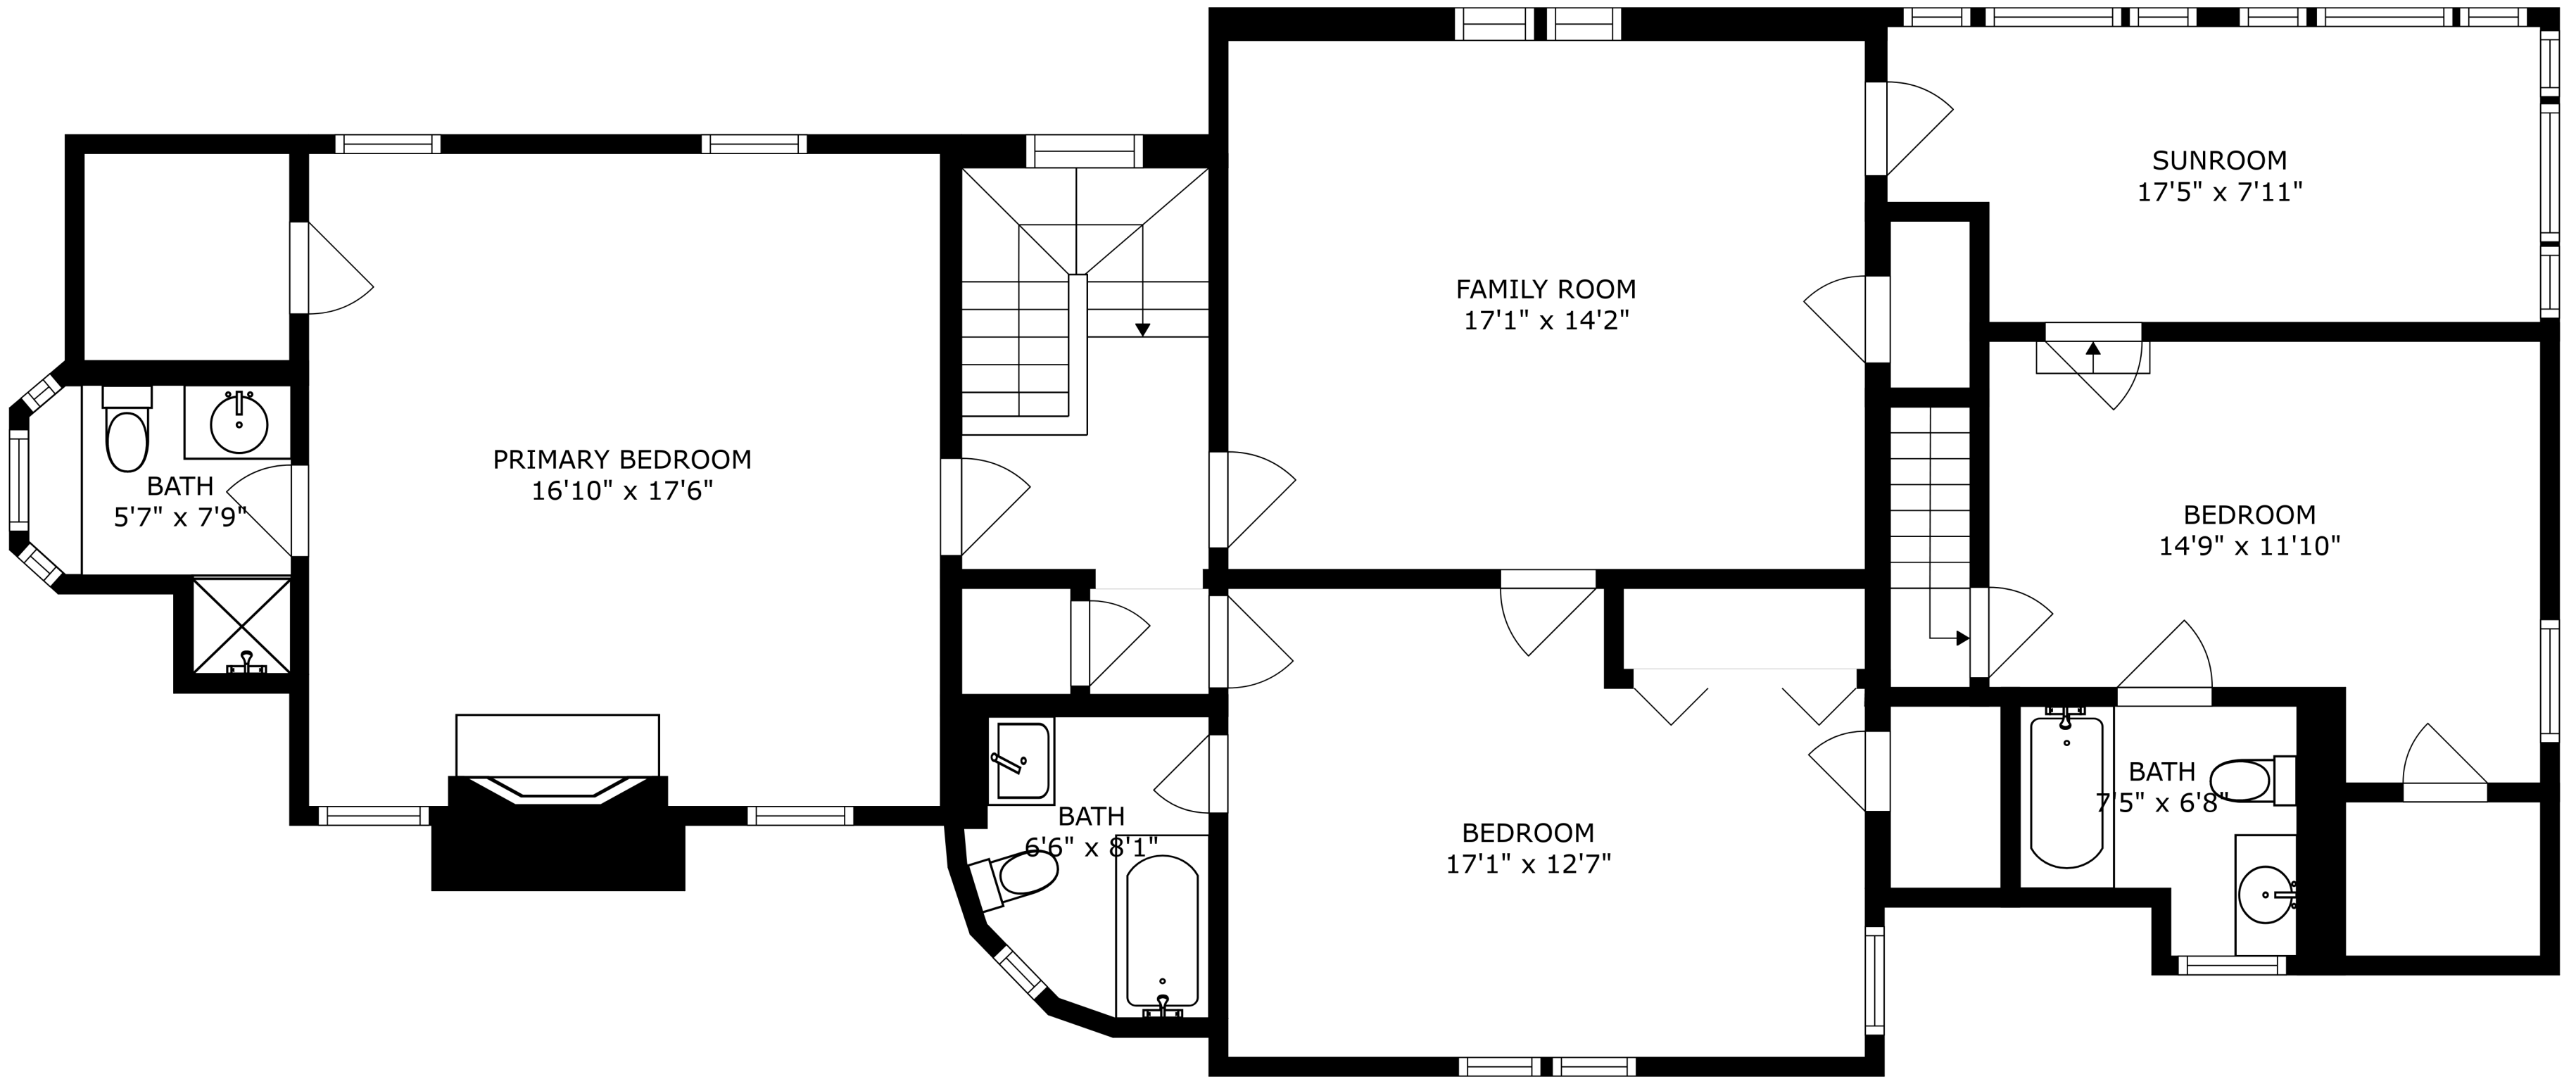 SUNROOM
17'5" x 7'11"
FAMILY ROOM
17'1" x 14'2"
PRIMARY BEDROOM
16'10" x 17'6"
BATH
5'7" x 7'9"
BEDROOM
14'9" x 11'10"
BATH
7'5" x 6'8"
BATH
6'6" x 8'1"
BEDROOM
17'1" x 12'7"